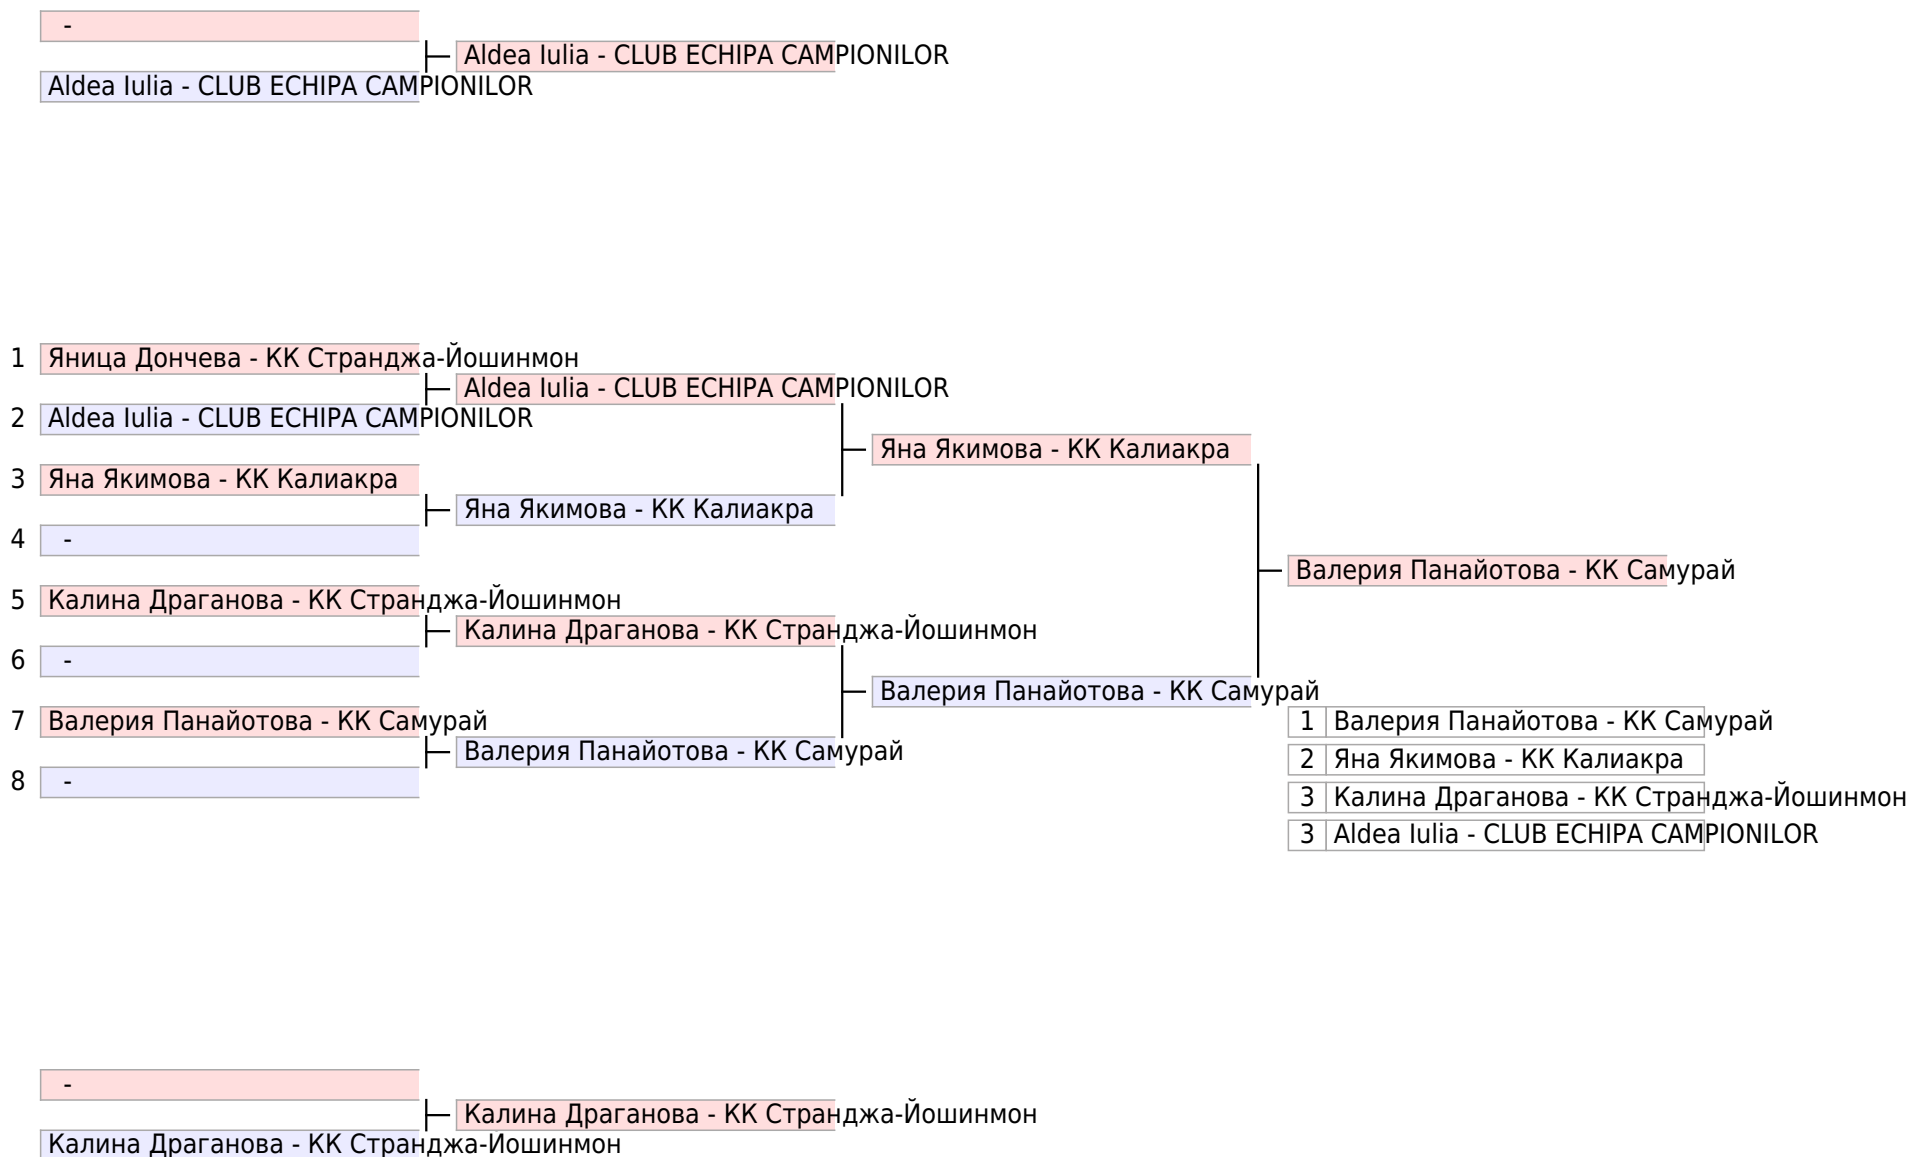 -
Aldea Iulia - CLUB ECHIPA CAMPIONILOR
Aldea Iulia - CLUB ECHIPA CAMPIONILOR
1 Яница Дончева - КК Странджа-Йошинмон
Aldea Iulia - CLUB ECHIPA CAMPIONILOR
2 Aldea Iulia - CLUB ECHIPA CAMPIONILOR
Яна Якимова - КК Калиакра
3 Яна Якимова - КК Калиакра
Яна Якимова - КК Калиакра
4 -
Валерия Панайотова - КК Самурай
5 Калина Драганова - КК Странджа-Йошинмон
Калина Драганова - КК Странджа-Йошинмон
6 -
Валерия Панайотова - КК Самурай
7 Валерия Панайотова - КК Самурай
Валерия Панайотова - КК Самурай
8 -
1 Валерия Панайотова - КК Самурай
2 Яна Якимова - КК Калиакра
3 Калина Драганова - КК Странджа-Йошинмон
3 Aldea Iulia - CLUB ECHIPA CAMPIONILOR
-
Калина Драганова - КК Странджа-Йошинмон
Калина Драганова - КК Странджа-Йошинмон